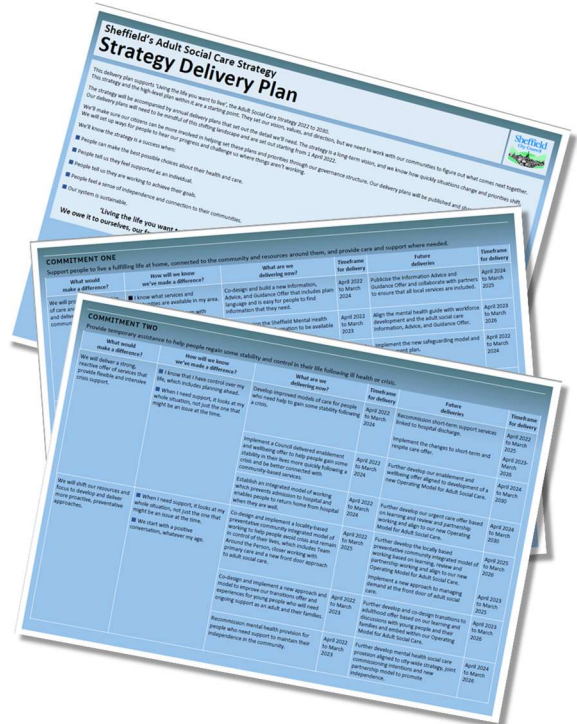 Sheffield's Adult Social Care Strategy
Strategy Delivery Plan
This delivery plan supports 'Living the life you want to live', the Adult Social Care Strategy 2022 to 2030.
This strategy and the high-level plan within it are a starting point. They set our vision, values, and direction, but we need to work with our communities to figure out what comes next together.
The strategy will be accompanied by annual delivery plans that set out the detail we'll need. The strategy is a long-term vision, and we know how quickly situations change and priorities shift.
Our delivery plans will need to be mindful of this shifting landscape and are set out starting from 1 April 2022.
We'll make sure our citizens can be more involved in helping set these plans and priorities through our governance structure. Our delivery plans will be published and
We will set up ways for people to hear our progress and challenge us where things aren't working.
We'll know the strategy is a success when:
People can make the best possible choices about their health and care.
People tell us they feel supported as an individual.
People tell us they are working to achieve their goals.
People feel a sense of independence and connection to their communities.
Our system is sustainable.
'Living the life you want
We owe it to ourselves, our
Sheffield
City Council
COMMITMENT ONE
Support people to live a fulfilling life at home, connected to the community and resources around them, and provide care and support where needed.
What would
make a difference?
How will we know
we've made a difference?
What are we
delivering now?
Timeframe
for delivery
Future
deliveries
Timeframe
for delivery
I know what services and
are available in my area.
Co-design and build a new Information,
Advice, and Guidance Offer that includes plain
language and is easy for people to find
information that they need.
April 2022
to March
2024
Publicise the Information Advice and
Guidance Offer and collaborate with partners
to ensure that all local services are included.
April 2024
to March
2025
the Sheffield Mental Health
information to be available
April 2022
to March
2023
Align the mental health guide with workforce
development and the adult social care
Information, Advice, and Guidance Offer.
April 2023
to March
2026
Implement the new safeguarding model and
COMMITMENT TWO
Provide temporary assistance to help people regain some stability and control in their life following ill health or crisis.
What would
make a difference?
How will we know
we've made a difference?
What are we
delivering now?
Timeframe
for delivery
Future
deliveries
Timeframe
for delivery
We will deliver a strong,
reactive offer of services that
provide flexible and intensive
crisis support.
I know that I have control over my
life, which includes planning ahead.
When I need support, it looks at my
whole situation, not just the one that
might be an issue at the time.
Develop improved models of care for people
who need help to gain some stability following
a crisis.
April 2022
to March
2024
Recommission short-term support services
linked to hospital discharge.
April 2022
to March
2025
Implement the changes to short-term and
respite care offer.
April 2025-
March
2026
Implement a Council delivered enablement
and wellbeing offer to help people gain some
stability in their lives more quickly following a
crisis and be better connected with
community-based services.
April 2022
to March
2024
Further develop our enablement and
wellbeing offer aligned to development of a
new Operating Model for Adult Social Care.
April 2024
to March
2030
Establish an integrated model of working
which prevents admission to hospital and
enables people to return home from hospital
when they are well.
April 2022
to March
2024
Further develop our urgent care offer based
on learning and review and partnership
working and align to our new Operating
Model for Adult Social Care.
April 2024
to March
2030
We will shift our resources and
focus to develop and deliver
more proactive, preventative
approaches.
When I need support, it looks at my
whole situation, not just the one that
might be an issue at the time.
We start with a positive
conversation, whatever my age.
Co-design and implement a locality-based
preventative community integrated model of
working to help people avoid crisis and remain
in control of their lives, which includes Team
Around the Person, closer working with
primary care and a new front door approach
to adult social care.
April 2022
to March
2025
Further develop the locally based
preventative community integrated model of
working based on learning, review and
partnership working and align to our new
Operating Model for Adult Social Care.
April 2025
to March
2026
Implement a new approach to managing
demand at the front door of adult social
care.
April 2023
to March
2025
Co-design and implement a new approach and
model to improve our transitions offer and
experiences for young people who will need
ongoing support as an adult and their families.
April 2022
to March
2023
Further develop and co-design transitions to
adulthood offer based on our learning and
discussions with young people and their
families and embed within our Operating
Model for Adult Social Care.
April 2023
to March
2026
Recommission mental health provision for
people who need support to maintain their
independence in the community.
April 2022
to March
2023
Further develop mental health social care
provision aligned to city-wide strategy, joint
commissioning intentions and new
partnership model to promote
independence.
April 2024
to March
2026